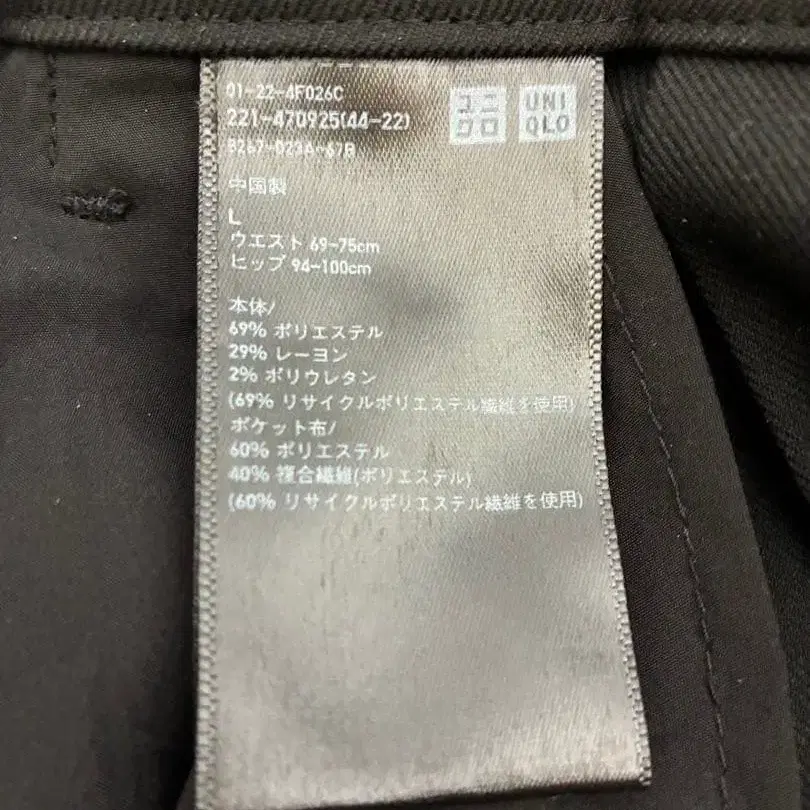 01-22-4F026C
221-470925(44-22)
B267-D23A-67B
ユニ
クロ
UNI
QLO
中国製
L
ウエスト 69-75cm
ヒップ 94-100cm
本体/
69% ポリエステル
29% レーヨン
2% ポリウレタン
(69% リサイクルポリエステル繊維を使用)
ポケット布/
60% ポリエステル
40% 複合繊維(ポリエステル)
(60% リサイクルポリエステル繊維を使用)